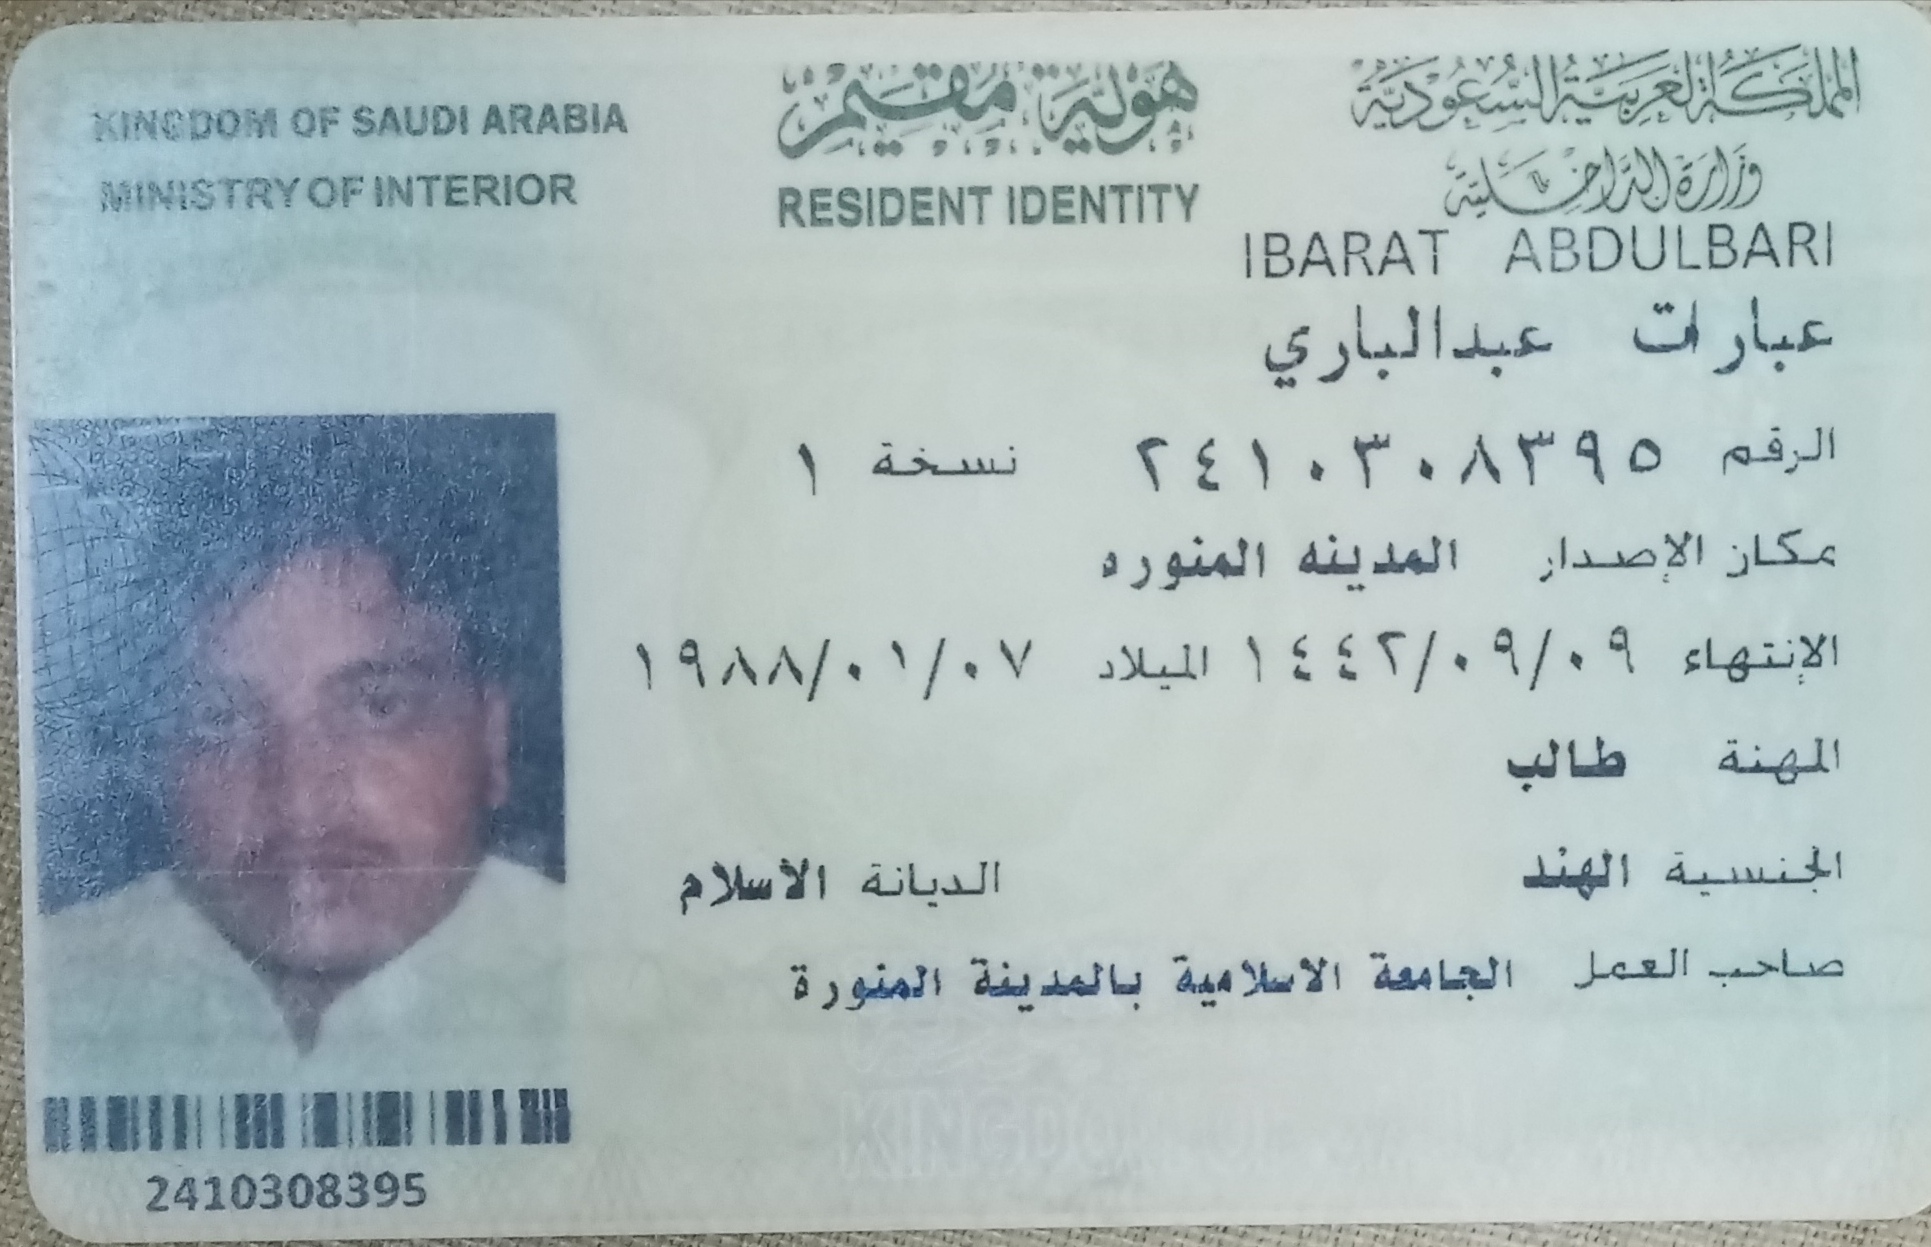 المملكة العربية السعودية
وزارة الداخلية
هوية مقيم
RESIDENT IDENTITY
KINGDOM OF SAUDI ARABIA
MINISTRY OF INTERIOR
IBARAT ABDULBARI
عبارات عبدالباري
الرقم ٢٤١٠٣٠٨٣٩٥ نسخة ١
مكان الإصدار المدينه المنوره
الإنتهاء ١٤٤٢/٠٩/٠٩ الميلاد ١٩٨٨/٠١/٠٧
المهنة طالب
الجنسية الهند الديانة الاسلام
صاحب العمل الجامعة الاسلامية بالمدينة المنورة
2410308395